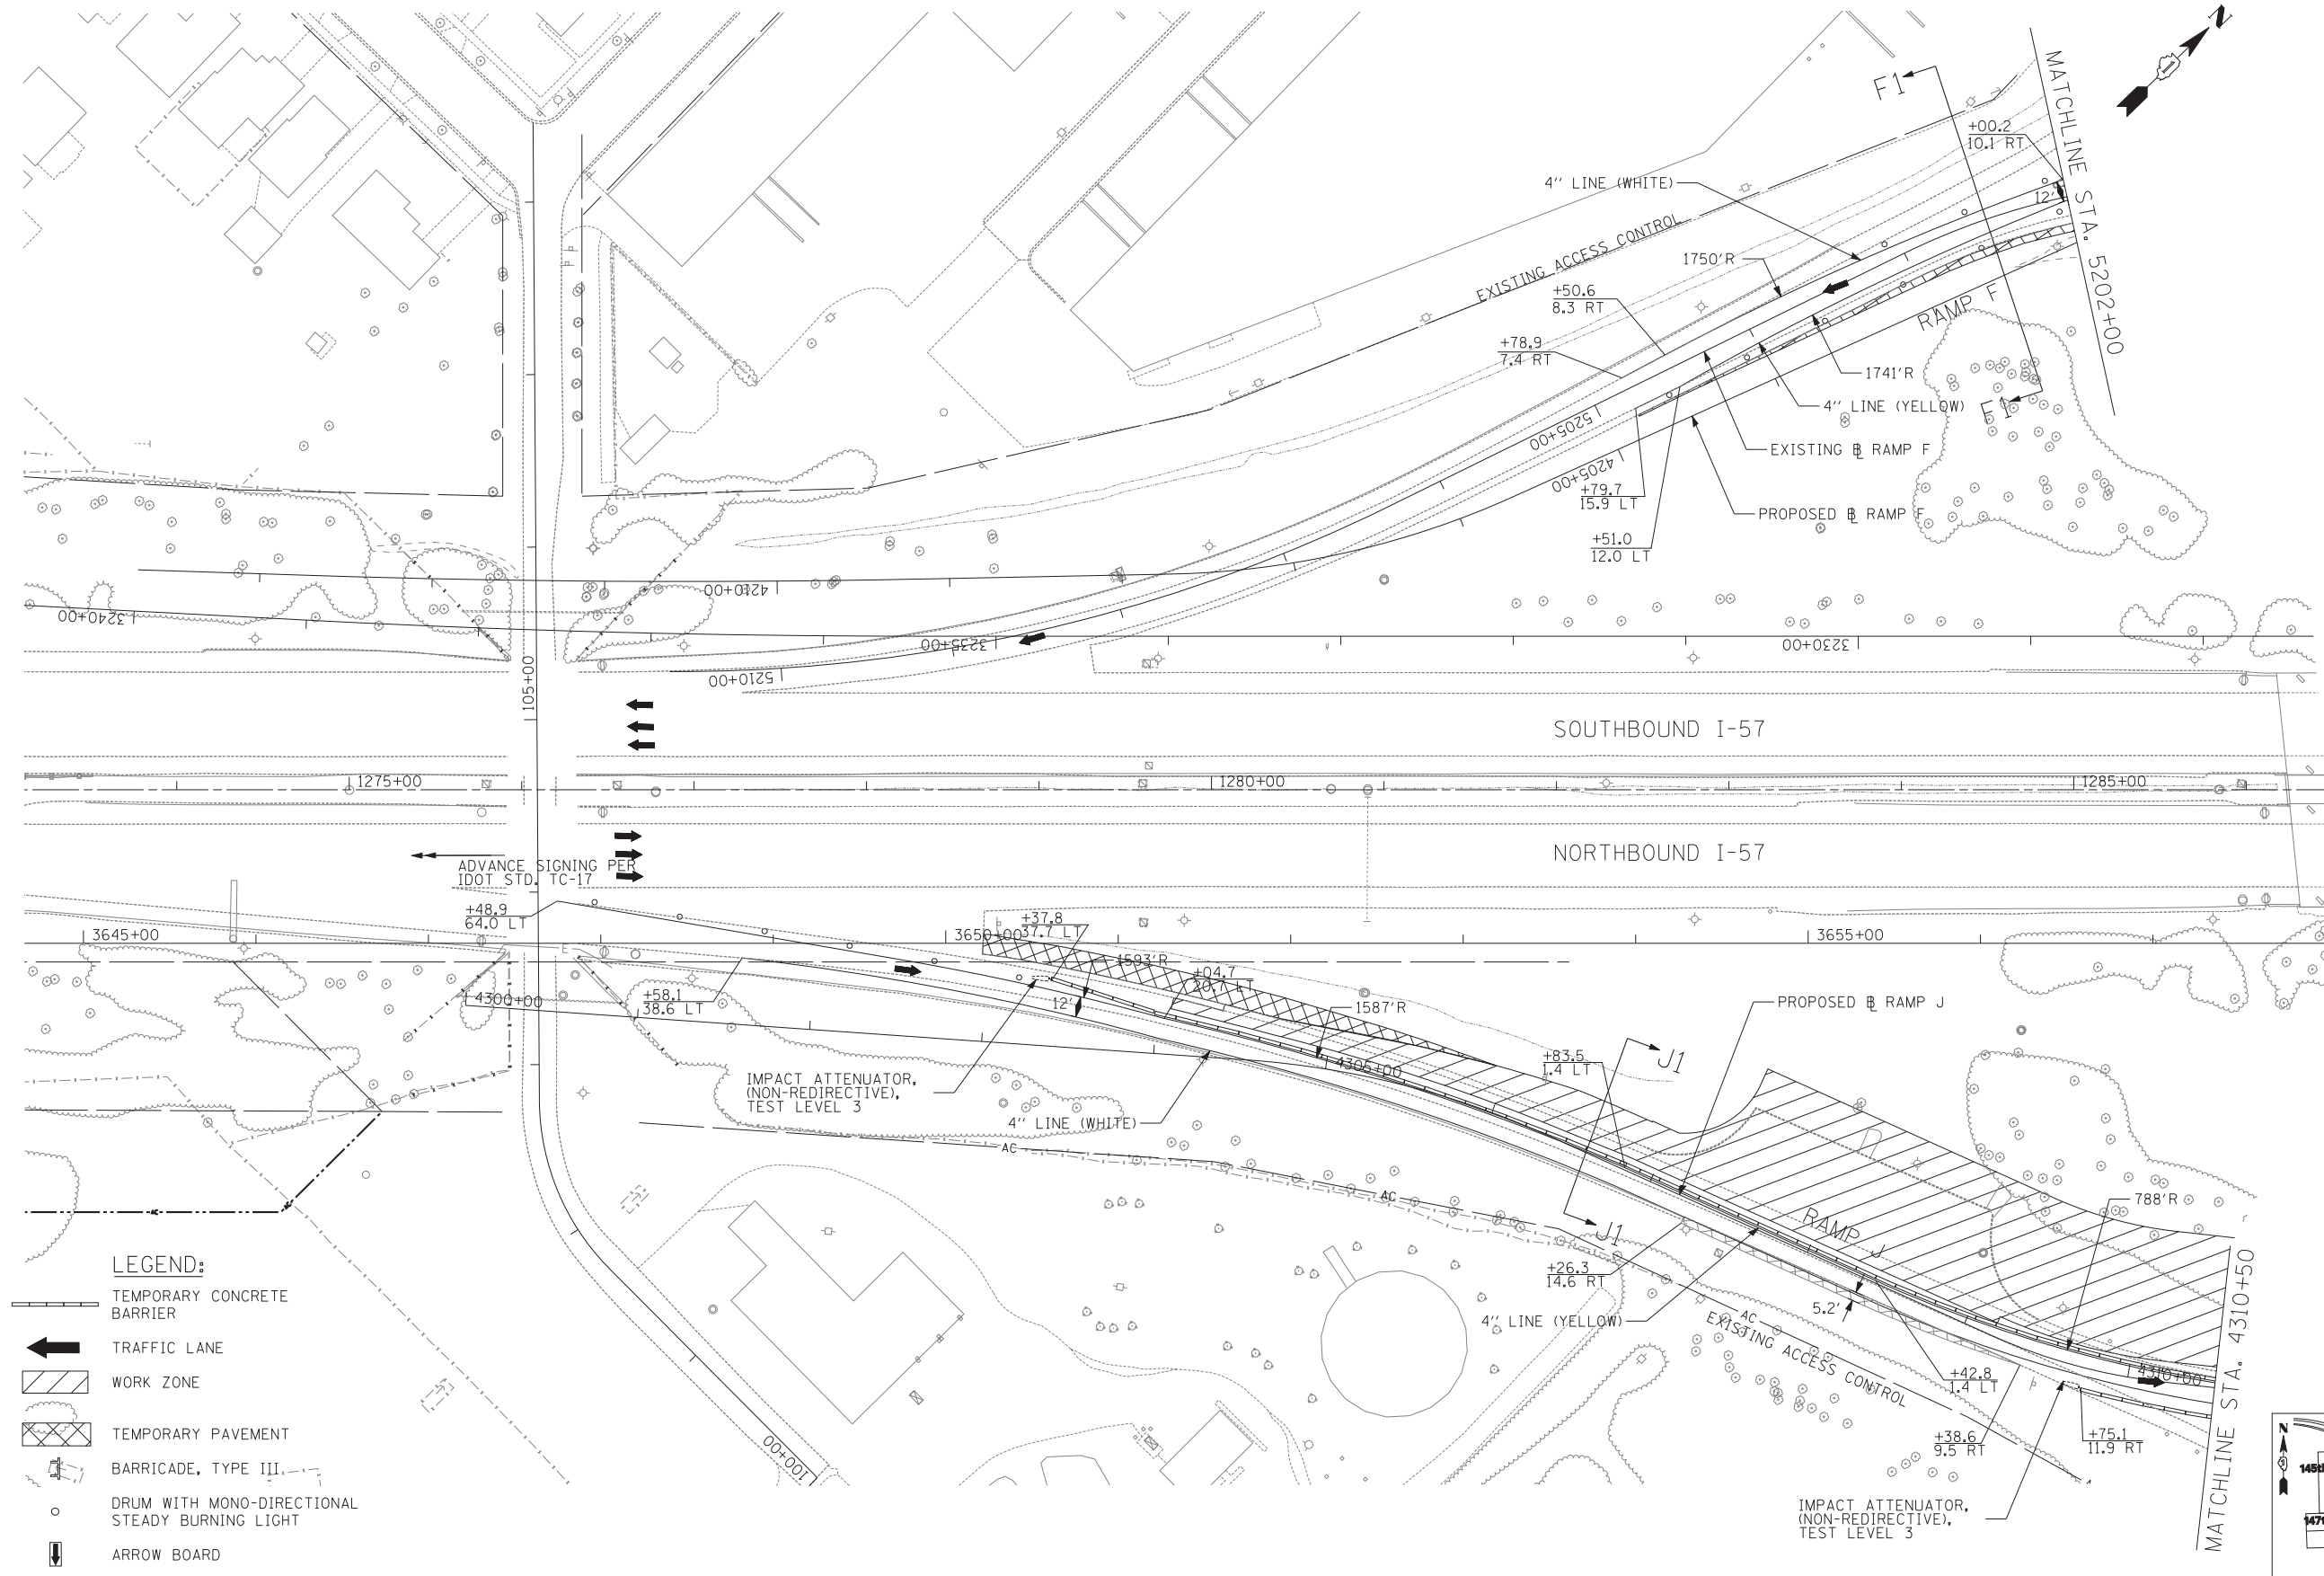 N
F1
MATCHLINE STA. 5202+00
+00.2
10.1 RT
12'
4'' LINE (WHITE)
EXISTING ACCESS CONTROL
1750'R
+50.6
8.3 RT
+78.9
7.4 RT
RAMP F
1741'R
4'' LINE (YELLOW)
F1
EXISTING ℄ RAMP F
5205+00
4205+00
+79.7
15.9 LT
PROPOSED ℄ RAMP F
+51.0
12.0 LT
4210+00
3240+00
3235+00
3230+00
5210+00
105+00
SOUTHBOUND I-57
1275+00
1280+00
1285+00
NORTHBOUND I-57
ADVANCE SIGNING PER
IDOT STD. TC-17
+48.9
64.0 LT
3645+00
3650+00
3655+00
+37.8
37.7 LT
1593'R
+04.7
20.7 LT
4300+00
+58.1
38.6 LT
12'
1587'R
PROPOSED ℄ RAMP J
4305+00
+83.5
1.4 LT
J1
IMPACT ATTENUATOR,
(NON-REDIRECTIVE),
TEST LEVEL 3
4'' LINE (WHITE)
AC
AC
J1
RAMP J
788'R
+26.3
14.6 RT
4'' LINE (YELLOW)
5.2'
AC
EXISTING ACCESS CONTROL
+42.8
1.4 LT
4310+00
MATCHLINE STA. 4310+50
+38.6
9.5 RT
+75.1
11.9 RT
100+00
IMPACT ATTENUATOR,
(NON-REDIRECTIVE),
TEST LEVEL 3
LEGEND:
TEMPORARY CONCRETE
BARRIER
TRAFFIC LANE
WORK ZONE
TEMPORARY PAVEMENT
BARRICADE, TYPE III
DRUM WITH MONO-DIRECTIONAL
STEADY BURNING LIGHT
ARROW BOARD
N